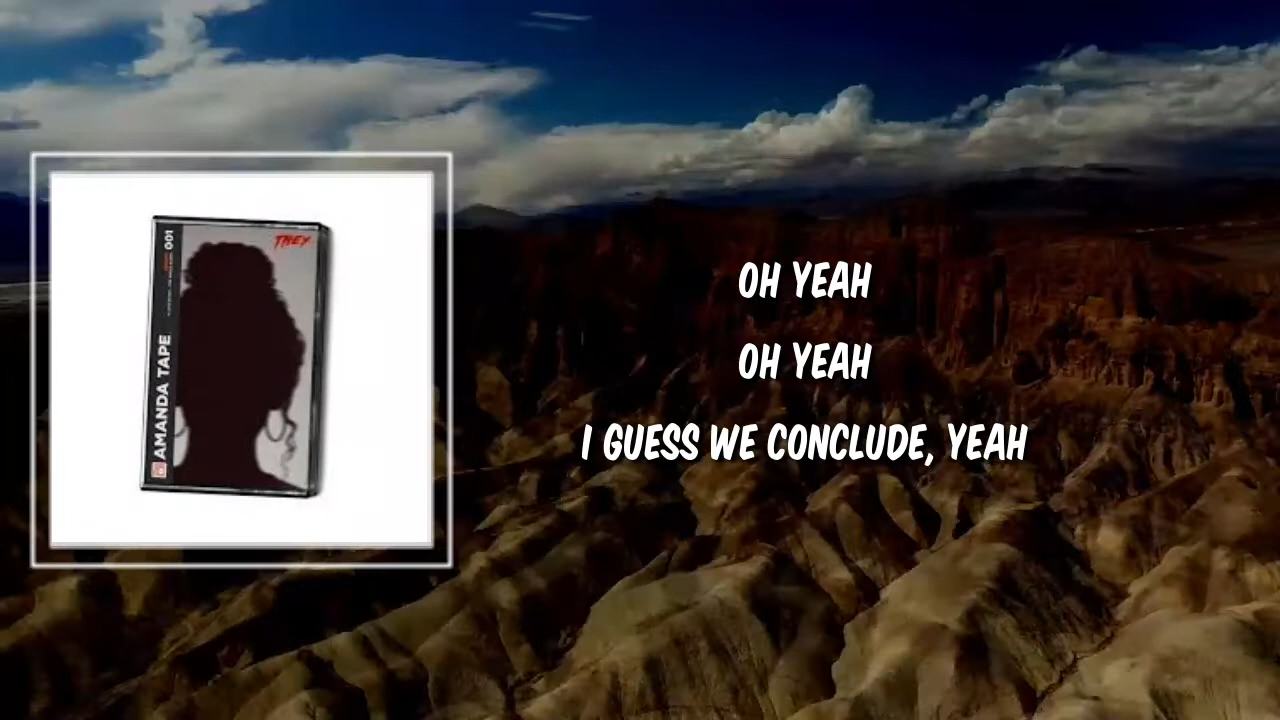 THEY.
001
AMANDA TAPE
OH YEAH
OH YEAH
I GUESS WE CONCLUDE, YEAH